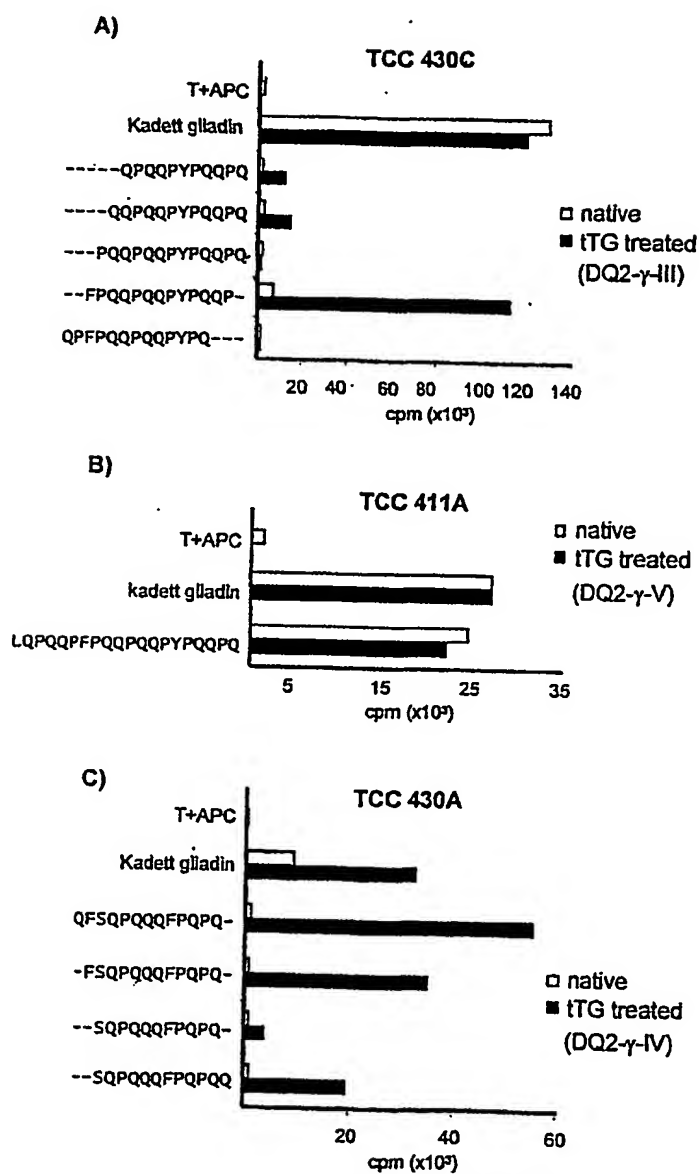 A)
TCC 430C
T+APC
Kadett gliadin
-----QPQQPYPQQPQ
----QQPQQPYPQQPQ
---PQQPQQPYPQQPQ
--FPQQPQQPYPQQP-
QPFPQQPQQPYPQ---
native
tTG treated
(DQ2-γ-III)
20 40 60 80 100 120 140
cpm (x10³)
B)
TCC 411A
T+APC
kadett gliadin
LQPQQPFPQQPQQPYPQQPQ
native
tTG treated
(DQ2-γ-V)
5 15 25 35
cpm (x10³)
C)
TCC 430A
T+APC
Kadett gliadin
QFSQPQQQFPQPQ-
-FSQPQQQFPQPQ-
--SQPQQQFPQPQ-
--SQPQQQFPQPQQ
native
tTG treated
(DQ2-γ-IV)
20 40 60
cpm (x10³)